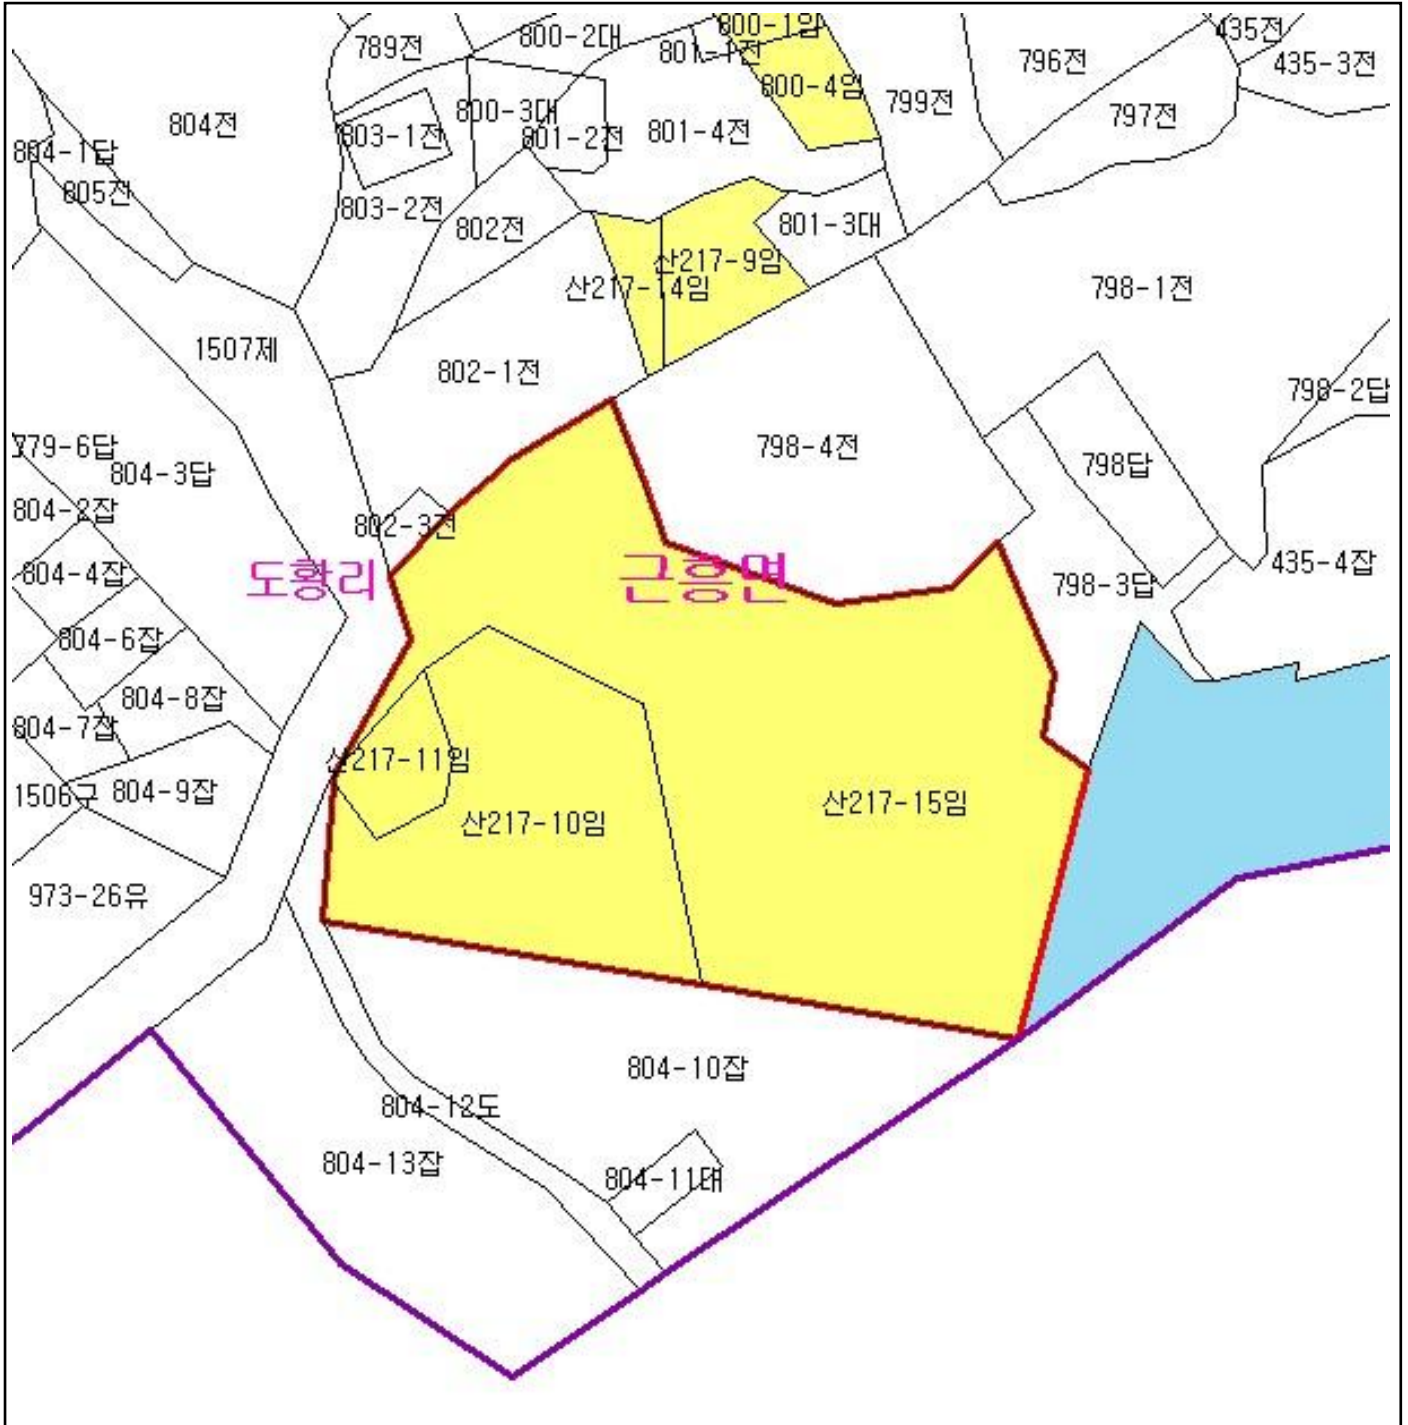 800-1임
435전
789전
800-2대
801-1전
796전
435-3전
800-4임
799전
800-3대
797전
804전
803-1전
801-2전
801-4전
804-1답
805전
803-2전
802전
801-3대
산217-9임
산217-14임
798-1전
1507제
802-1전
798-2답
779-6답
804-3답
798-4전
798답
804-2잡
802-3전
435-4잡
804-4잡
도황리
근흥면
798-3답
804-6잡
804-8잡
804-7잡
산217-11임
1506구
804-9잡
산217-10임
산217-15임
973-26유
804-10잡
804-12도
804-13잡
804-11대